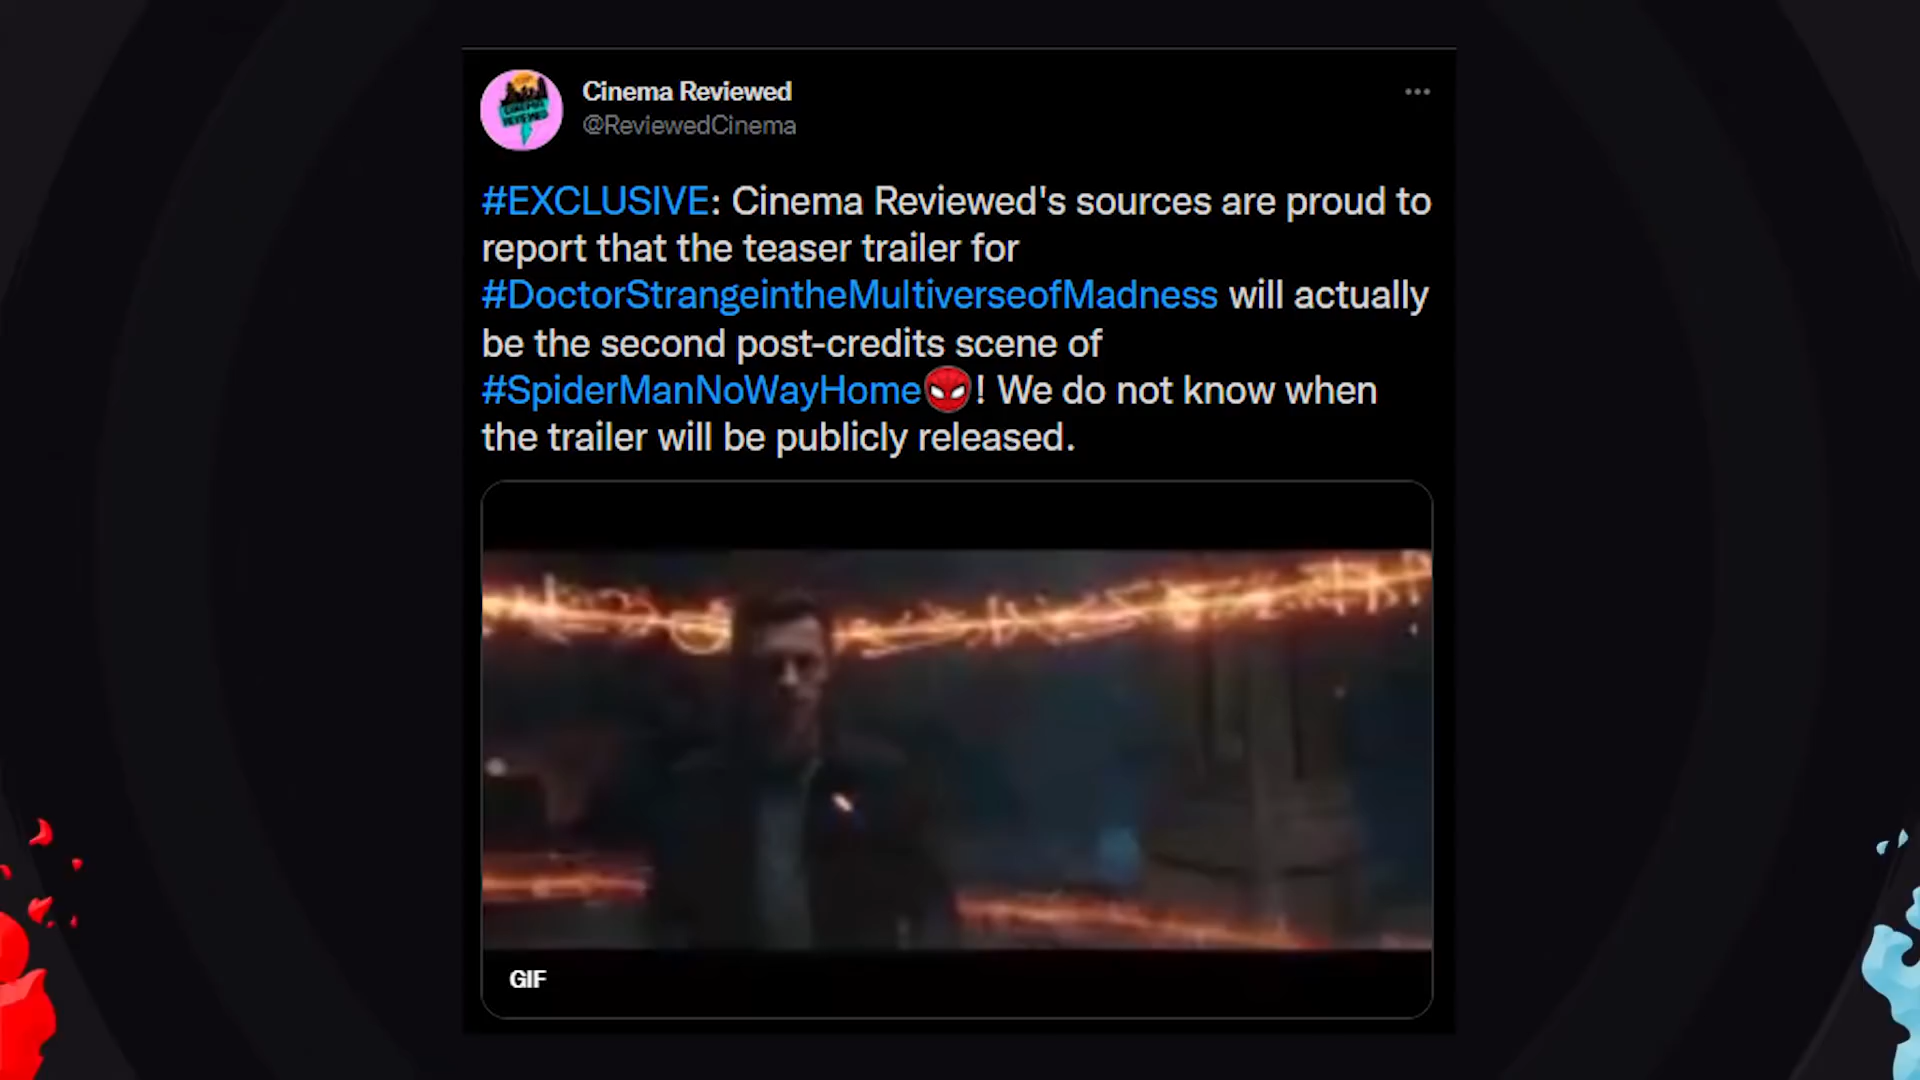 Cinema Reviewed
@ReviewedCinema
#EXCLUSIVE: Cinema Reviewed's sources are proud to
report that the teaser trailer for
#DoctorStrangeintheMultiverseofMadness will actually
be the second post-credits scene of
#SpiderManNoWayHome! We do not know when
the trailer will be publicly released.
GIF